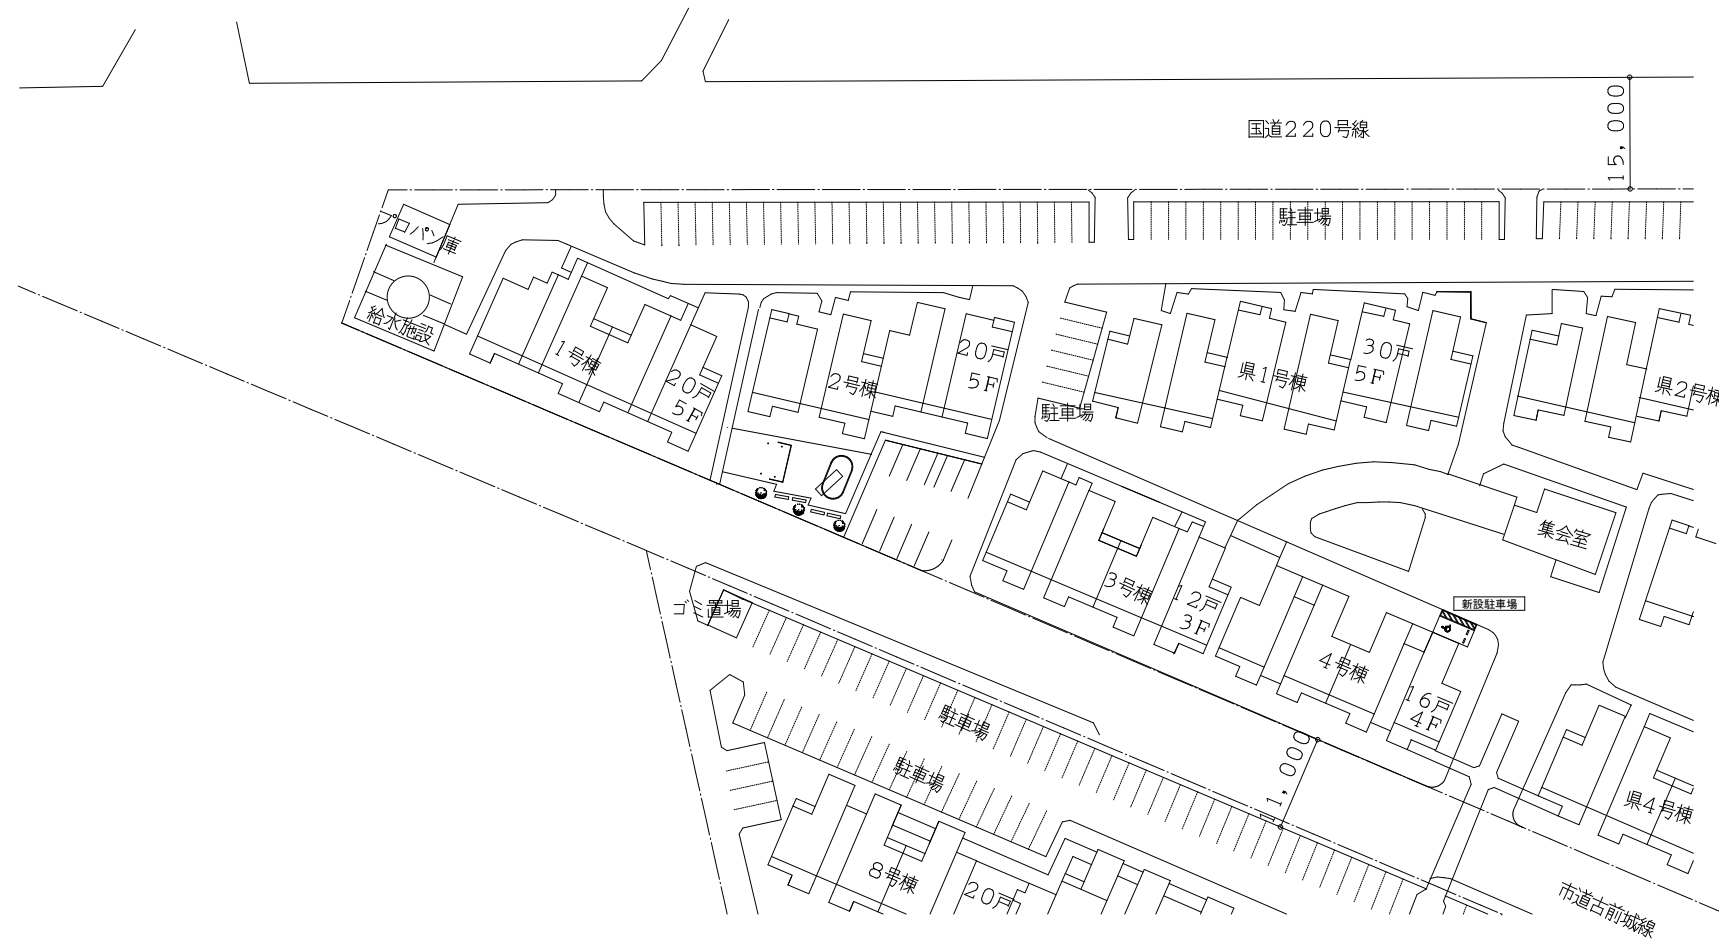 国道220号線
15,000
駐車場
プロパン庫
給水施設
1号棟
20戸
5F
2号棟
20戸
5F
駐車場
県1号棟
30戸
5F
県2号棟
集会室
3号棟
12戸
3F
新設駐車場
ゴミ置場
4号棟
16戸
4F
駐車場
駐車場
11,000
県4号棟
8号棟
20戸
市道古前城線